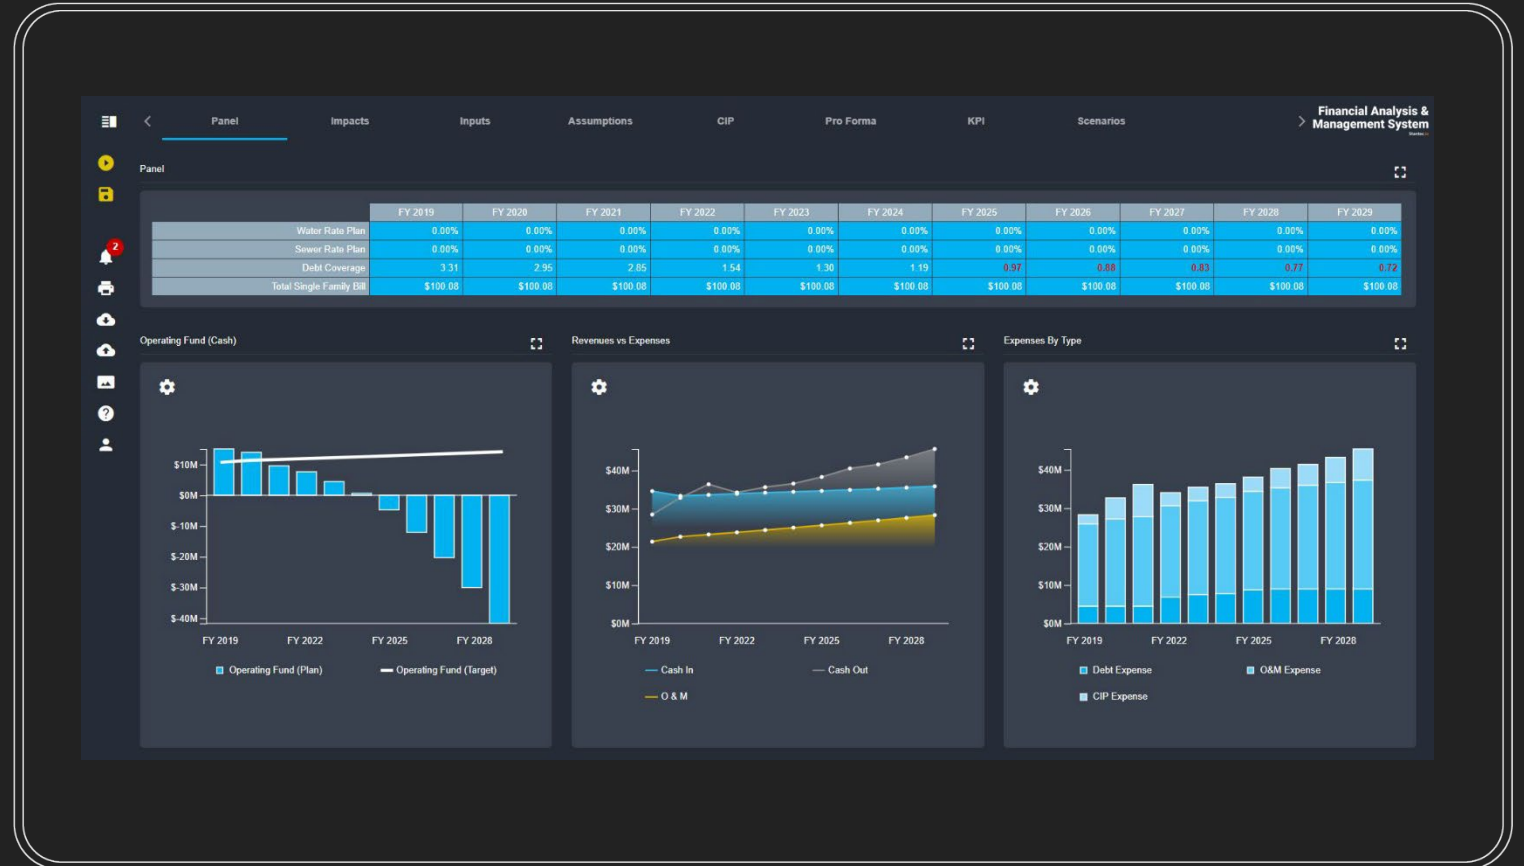 Panel Impacts Inputs Assumptions CIP Pro Forma KPI Scenarios
Financial Analysis &
Management System
Panel
2
FY 2019 FY 2020 FY 2021 FY 2022 FY 2023 FY 2024 FY 2025 FY 2026 FY 2027 FY 2028 FY 2029
Water Rate Plan 0.00% 0.00% 0.00% 0.00% 0.00% 0.00% 0.00% 0.00% 0.00% 0.00% 0.00%
Sewer Rate Plan 0.00% 0.00% 0.00% 0.00% 0.00% 0.00% 0.00% 0.00% 0.00% 0.00% 0.00%
Debt Coverage 3.31 2.95 2.85 1.54 1.30 1.19 0.97 0.88 0.83 0.77 0.72
Total Single Family Bill $100.08 $100.08 $100.08 $100.08 $100.08 $100.08 $100.08 $100.08 $100.08 $100.08 $100.08
Operating Fund (Cash)
$10M
$0M
$-10M
$-20M
$-30M
$-40M
FY 2019 FY 2022 FY 2025 FY 2028
Operating Fund (Plan) Operating Fund (Target)
Revenues vs Expenses
$40M
$30M
$20M
$10M
$0M
FY 2019 FY 2022 FY 2025 FY 2028
Cash In Cash Out
O & M
Expenses By Type
$40M
$30M
$20M
$10M
$0M
FY 2019 FY 2022 FY 2025 FY 2028
Debt Expense O&M Expense
CIP Expense